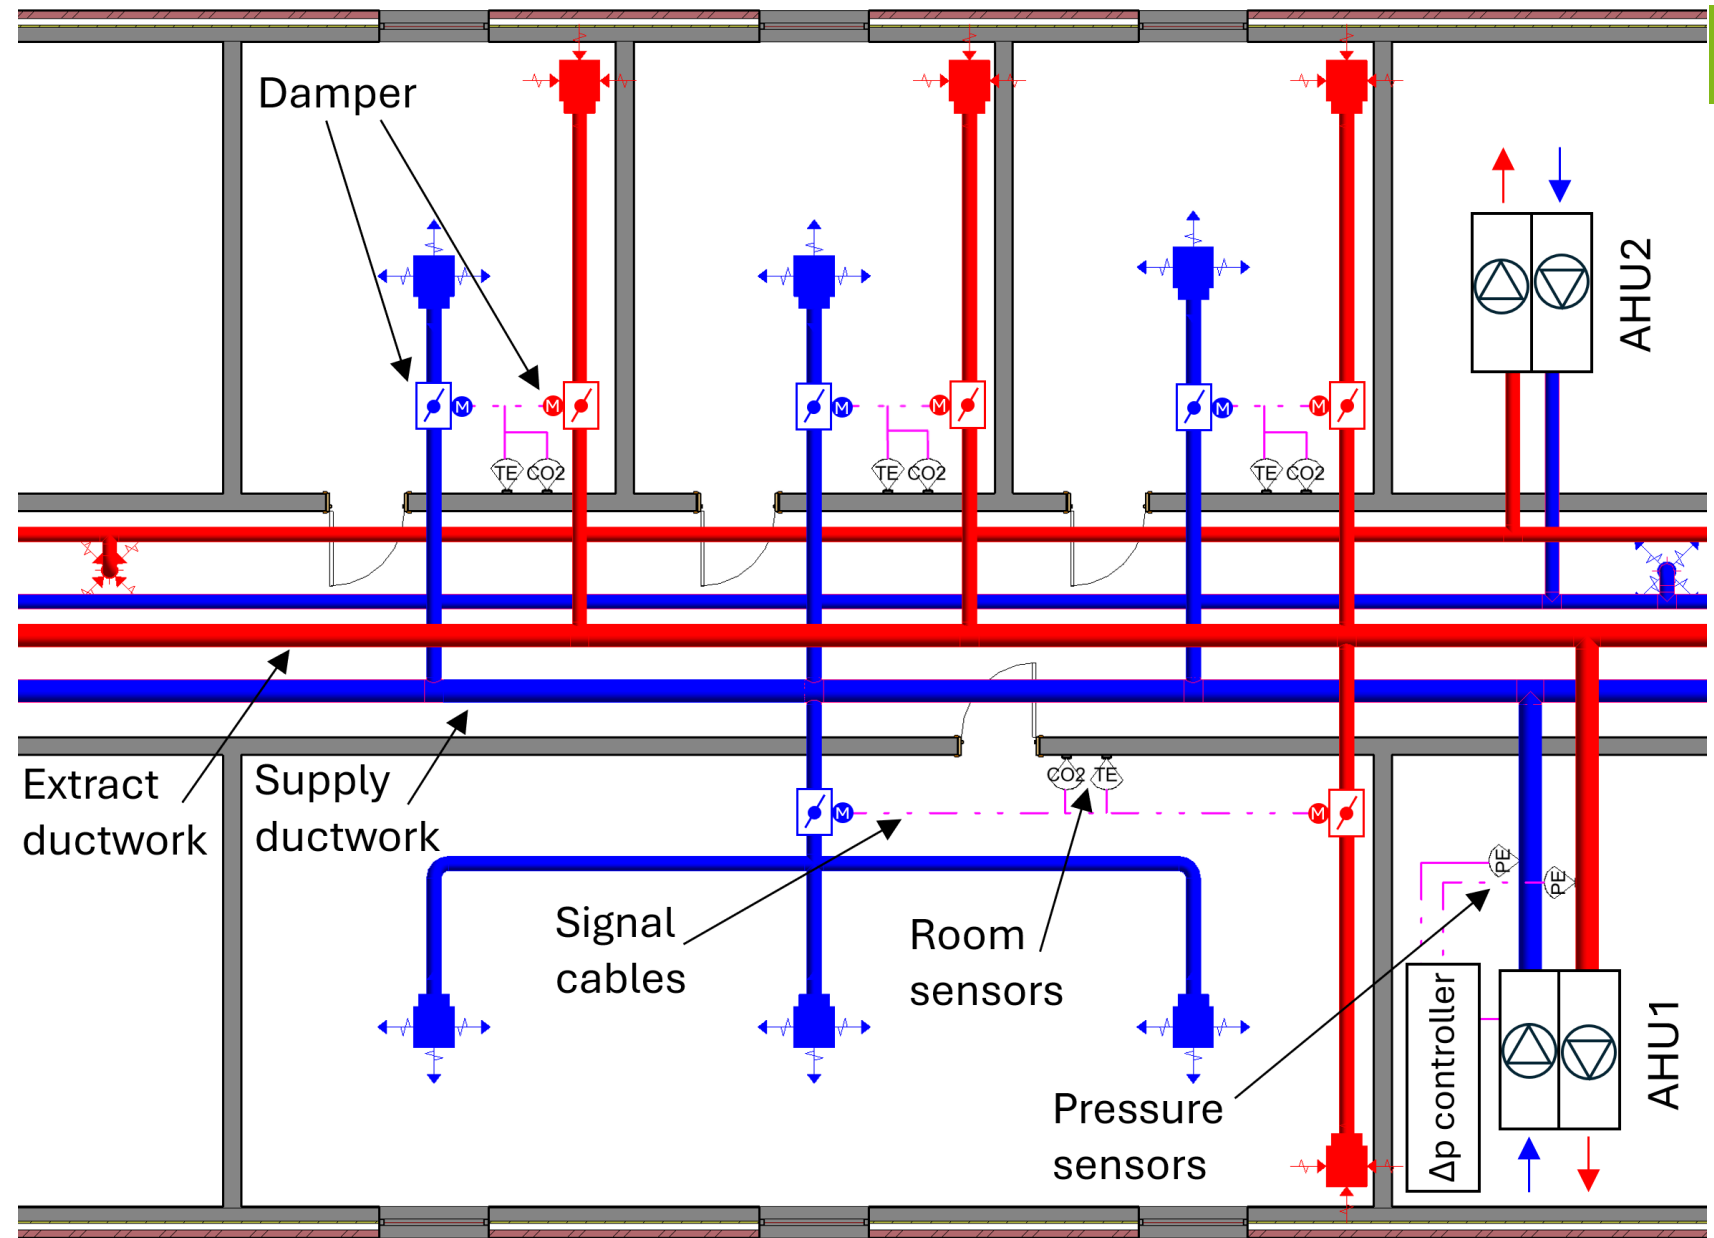 Damper
AHU2
M
M
M
M
M
M
TE
CO2
TE
CO2
TE
CO2
Extract
ductwork
Supply
ductwork
CO2
TE
M
M
PE
PE
Signal
cables
Room
sensors
Pressure
sensors
Δp controller
AHU1